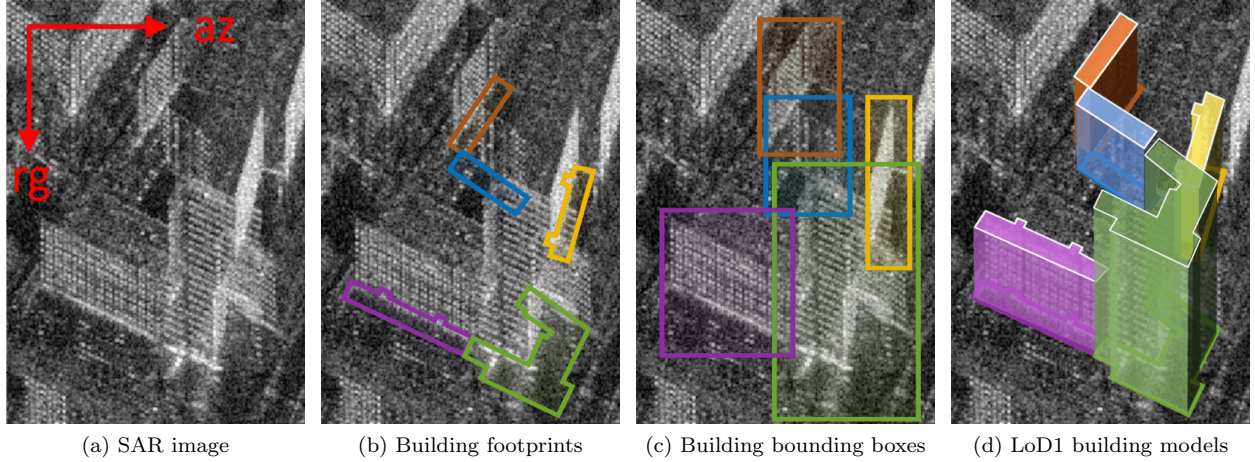 az
rg
(a) SAR image
(b) Building footprints
(c) Building bounding boxes
(d) LoD1 building models